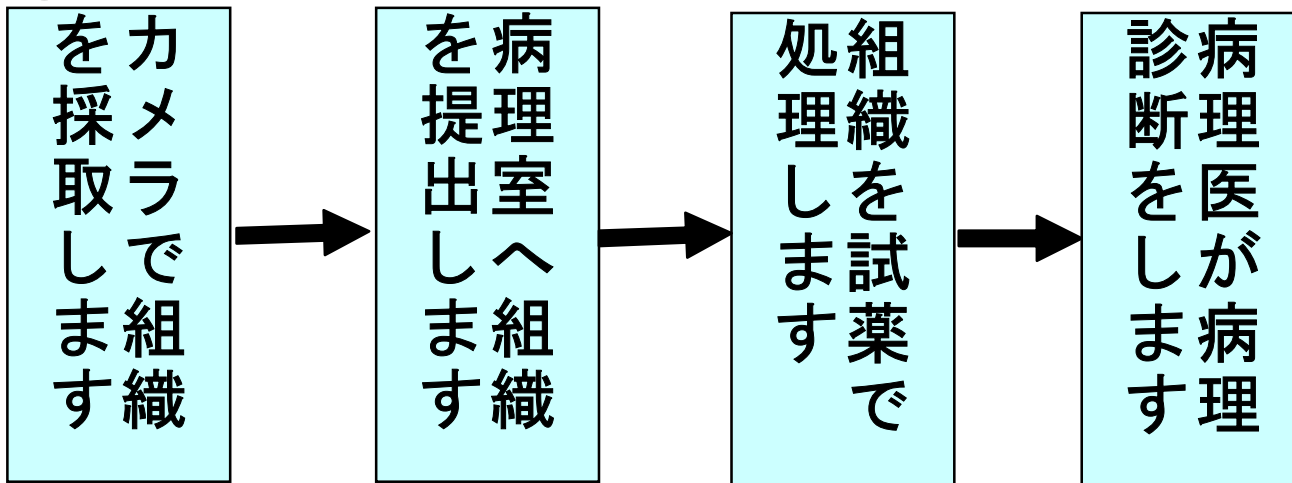 カメラで組織
を採取します
病理室へ組織
を提出します
組織を試薬で
処理します
病理医が病理
診断をします